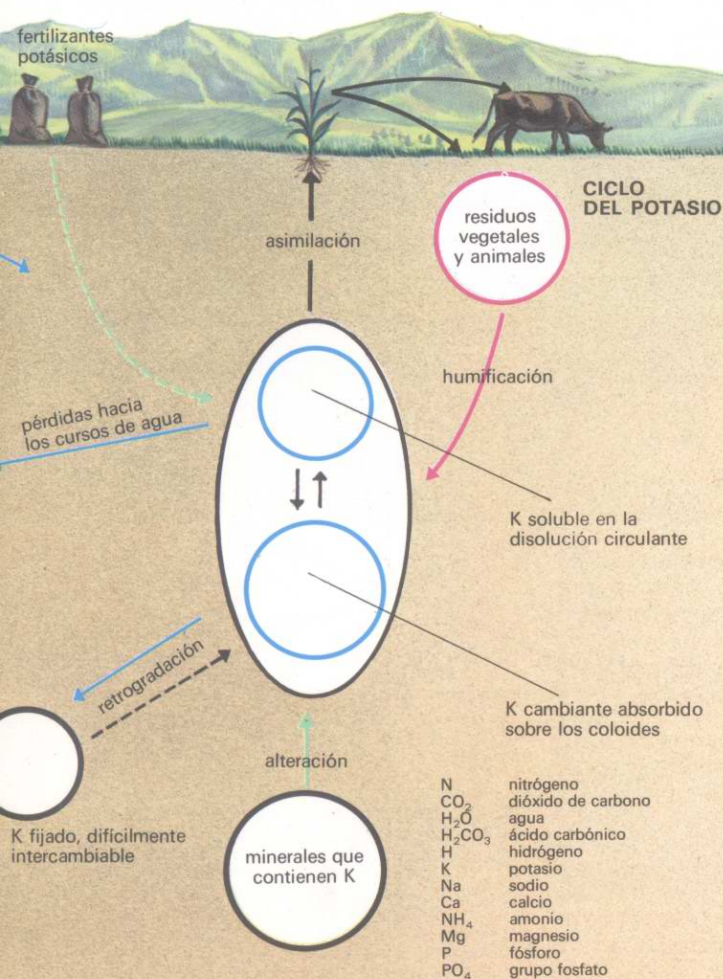 fertilizantes
potásicos
CICLO
DEL POTASIO
residuos
vegetales
y animales
asimilación
humificación
pérdidas hacia
los cursos de agua
K soluble en la
disolución circulante
retrogradación
K cambiante absorbido
sobre los coloides
alteración
K fijado, difícilmente
intercambiable
minerales que
contienen K
N nitrógeno
CO₂ dióxido de carbono
H₂O agua
H₂CO₃ ácido carbónico
H hidrógeno
K potasio
Na sodio
Ca calcio
NH₄ amonio
Mg magnesio
P fósforo
PO₄ grupo fosfato